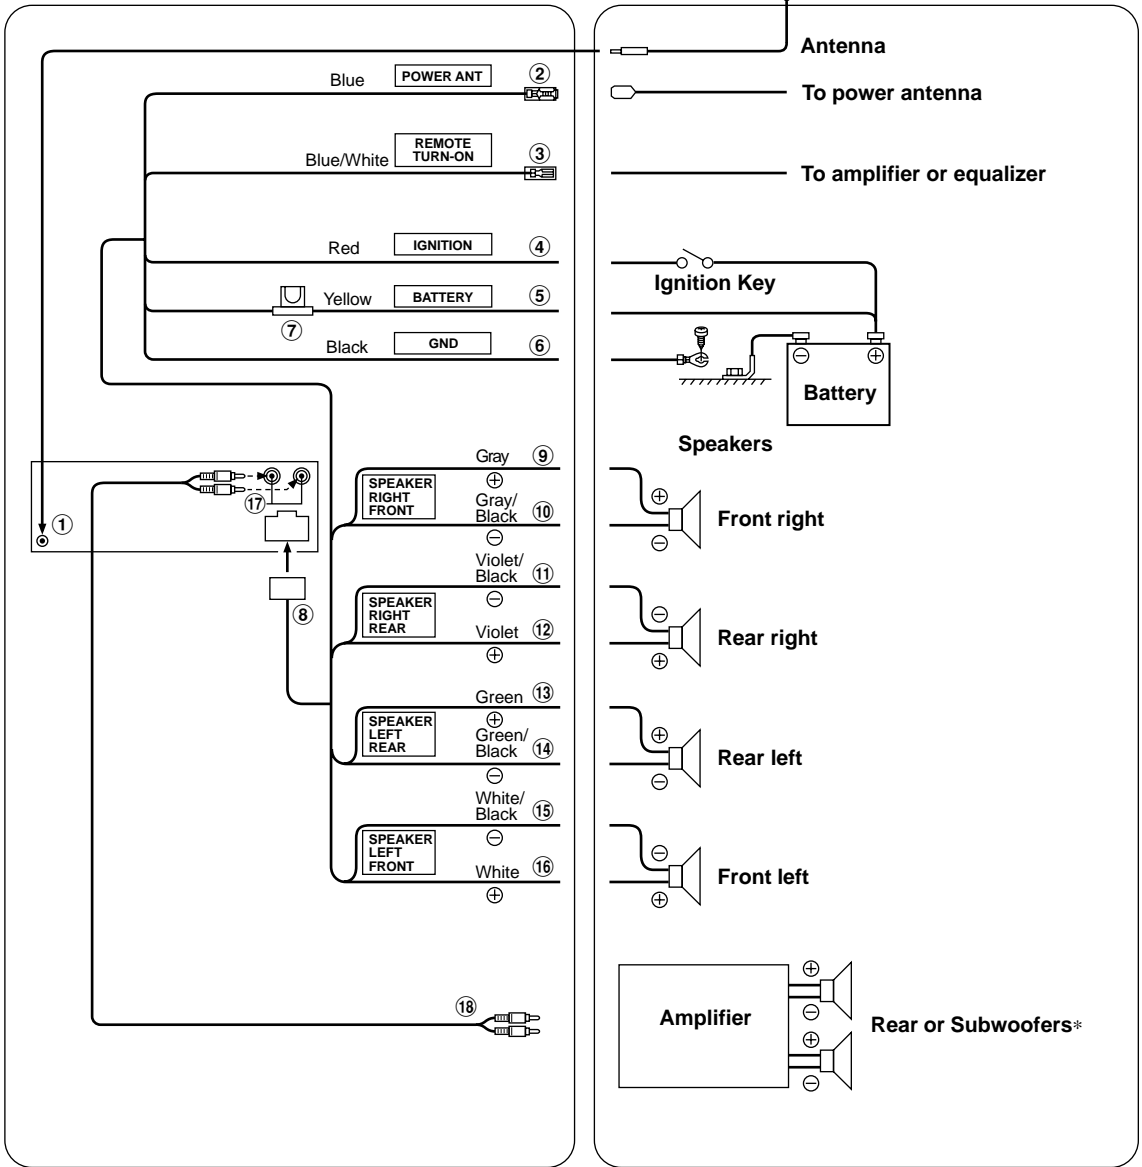 Antenna
Blue
POWER ANT
②
To power antenna
Blue/White
REMOTE
TURN-ON
③
To amplifier or equalizer
Red
IGNITION
④
Ignition Key
Yellow
BATTERY
⑤
⑦
Black
GND
⑥
⊖ ⊕
Battery
Speakers
①
⑰
⑧
SPEAKER
RIGHT
FRONT
Gray ⑨
⊕
Gray/
Black ⑩
⊖
⊕
Front right
⊖
SPEAKER
RIGHT
REAR
Violet/
Black ⑪
⊖
Violet ⑫
⊕
⊖
Rear right
⊕
SPEAKER
LEFT
REAR
Green ⑬
⊕
Green/
Black ⑭
⊖
⊕
Rear left
⊖
SPEAKER
LEFT
FRONT
White/
Black ⑮
⊖
White ⑯
⊕
⊖
Front left
⊕
⑱
Amplifier
⊕
⊖
Rear or Subwoofers*
⊕
⊖